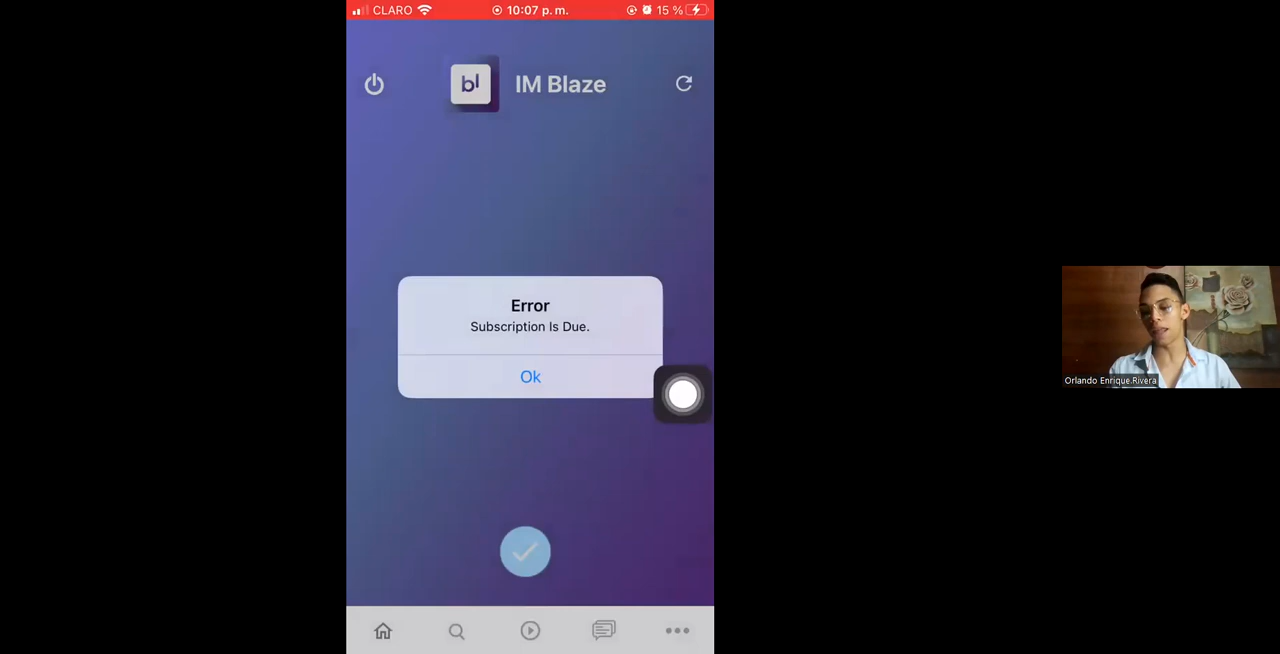 CLARO 10:07 p. m. 15 %
bl IM Blaze
Error
Subscription Is Due.
Ok
Orlando Enrique.Rivera